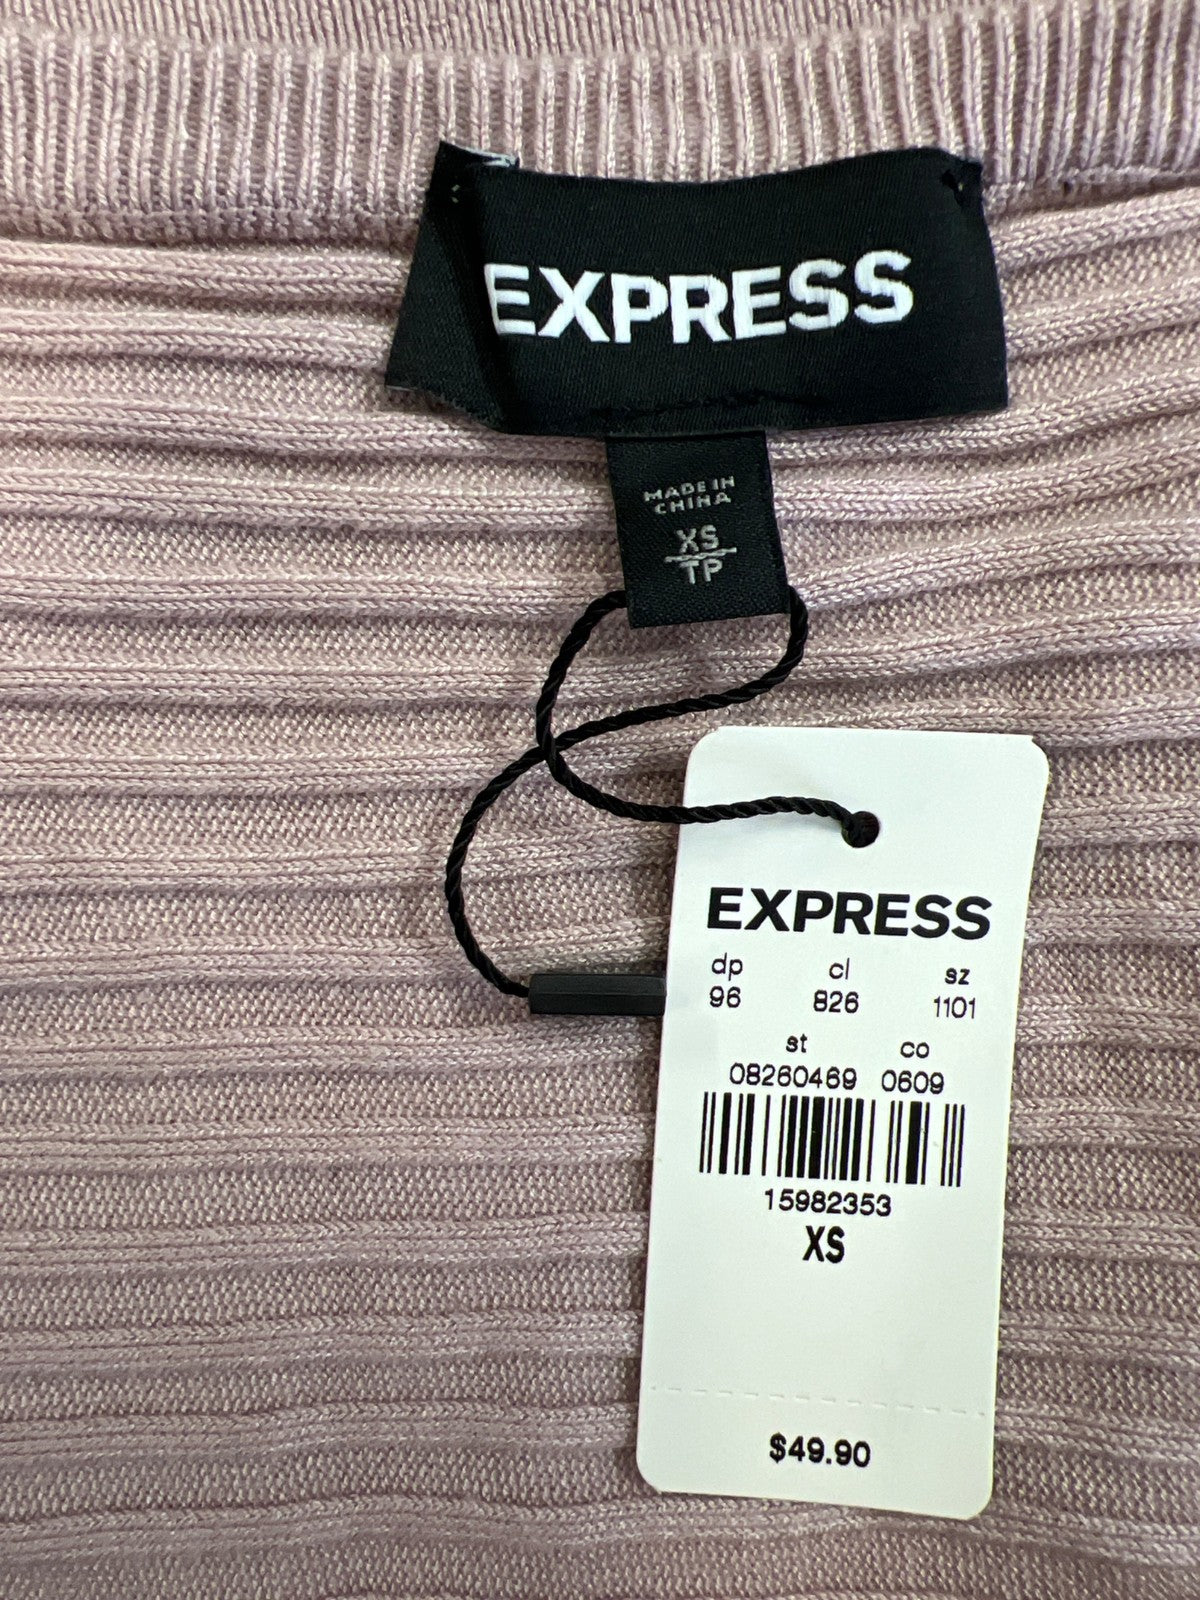 EXPRESS
MADE IN
CHINA
XS
TP
EXPRESS
dp cl sz
96 826 1101
st co
08260469 0609
15982353
XS
$49.90